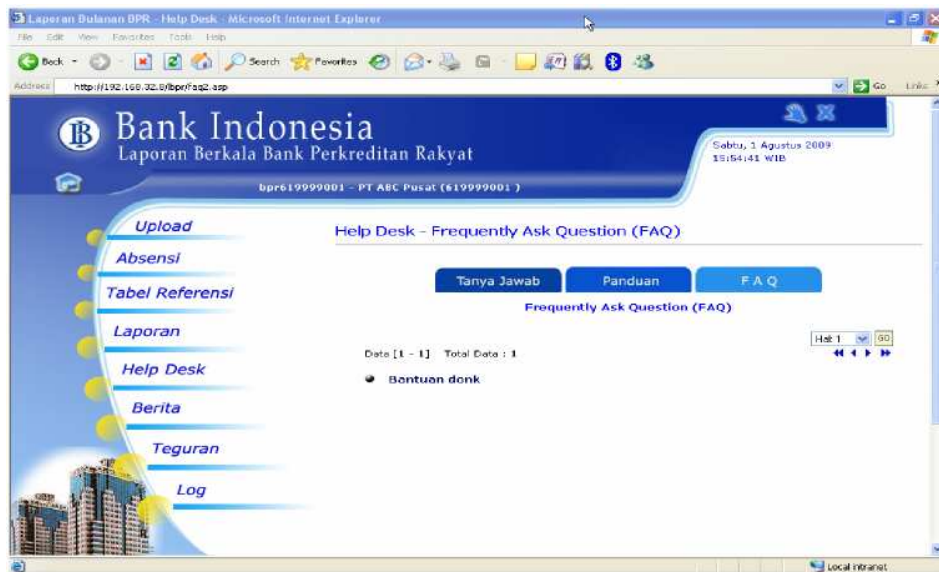 Laporan Bulanan BPR - Help Desk - Microsoft Internet Explorer
File Edit View Favorites Tools Help
Back Search Favorites
Address http://192.168.32.8/lbpr/faq2.asp Go Links
Bank Indonesia
Laporan Berkala Bank Perkreditan Rakyat
Sabtu, 1 Agustus 2009
15:54:41 WIB
bpr619999001 - PT ABC Pusat (619999001 )
Upload
Absensi
Tabel Referensi
Laporan
Help Desk
Berita
Teguran
Log
Help Desk - Frequently Ask Question (FAQ)
Tanya Jawab Panduan F A Q
Frequently Ask Question (FAQ)
Hal: 1 GO
Data [1 - 1] Total Data : 1
Bantuan donk
Local intranet